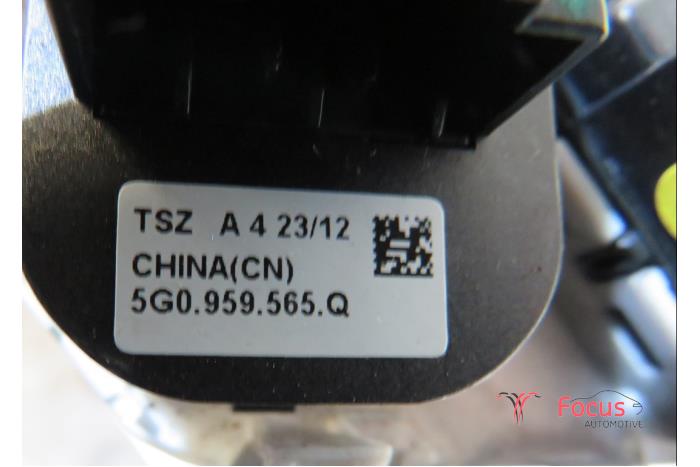 TSZ A 4 23/12
CHINA(CN)
5G0.959.565.Q
Focus
AUTOMOTIVE